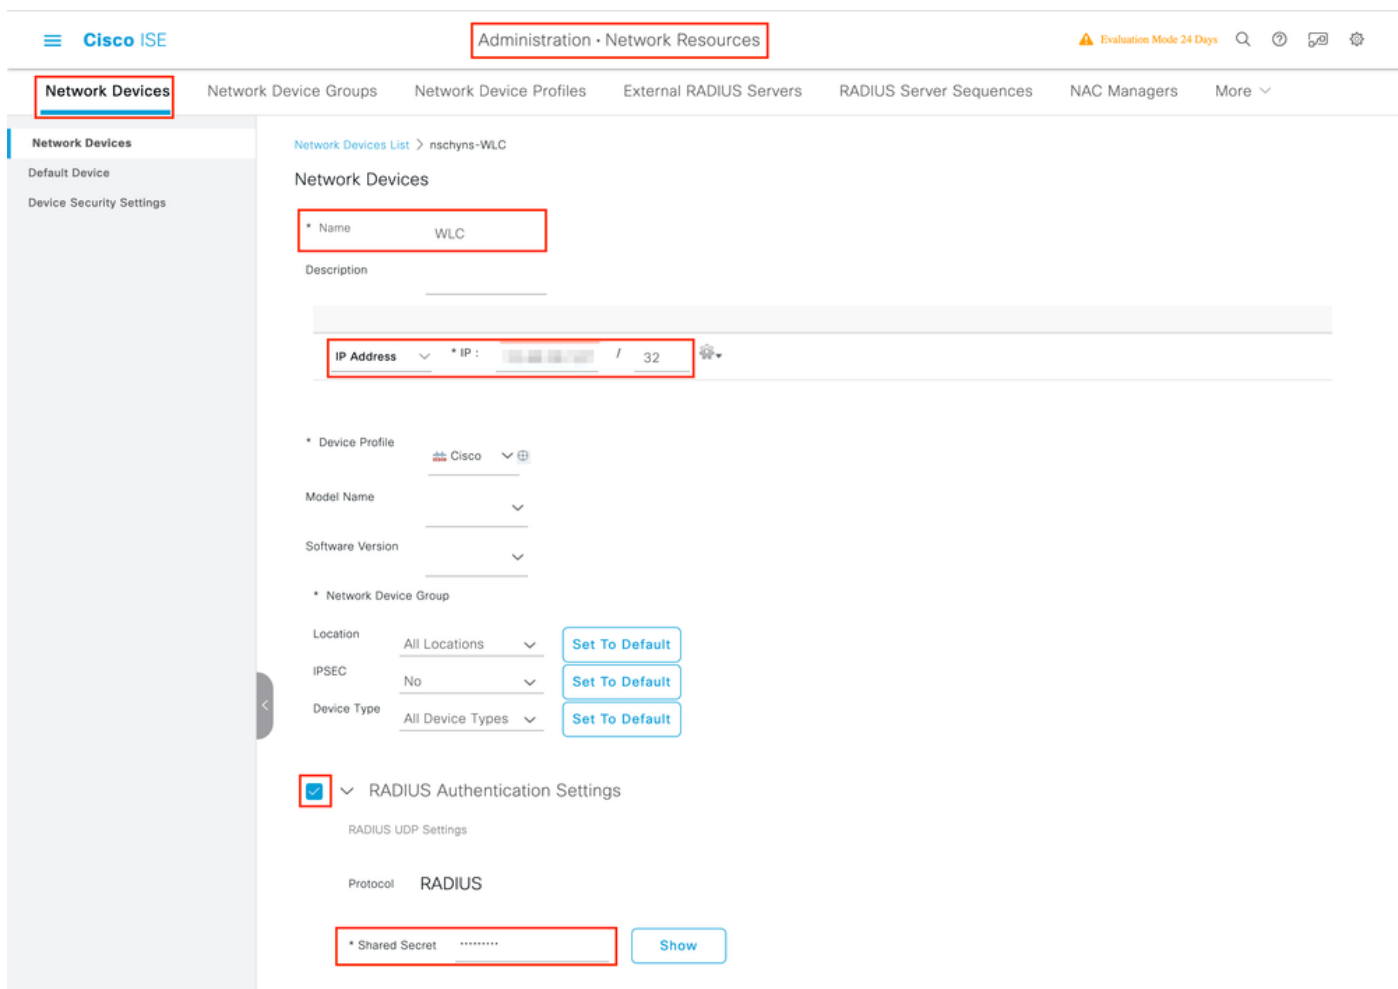 Cisco ISE
Administration · Network Resources
Evaluation Mode 24 Days
Network Devices
Network Device Groups
Network Device Profiles
External RADIUS Servers
RADIUS Server Sequences
NAC Managers
More
Network Devices
Default Device
Device Security Settings
Network Devices List > nschyns-WLC
Network Devices
* Name WLC
Description
IP Address * IP : / 32
* Device Profile
Cisco
Model Name
Software Version
* Network Device Group
Location All Locations Set To Default
IPSEC No Set To Default
Device Type All Device Types Set To Default
RADIUS Authentication Settings
RADIUS UDP Settings
Protocol RADIUS
* Shared Secret ········· Show